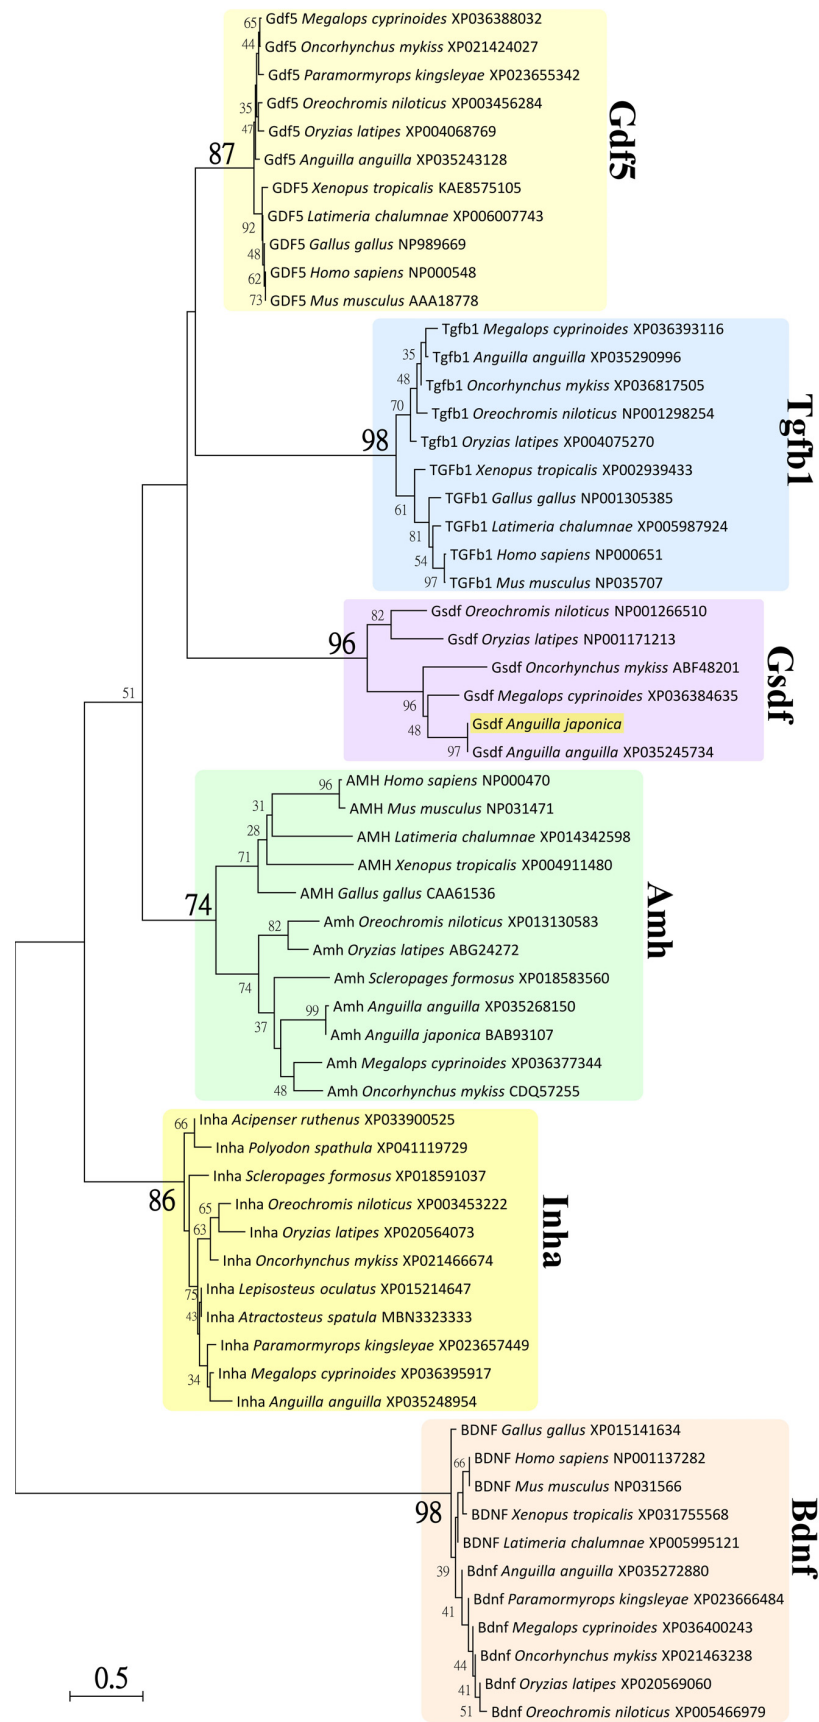 65
Gdf5 Megalops cyprinoides XP036388032
44
Gdf5 Oncorhynchus mykiss XP021424027
Gdf5 Paramormyrops kingsleyae XP023655342
35
Gdf5 Oreochromis niloticus XP003456284
47
Gdf5 Oryzias latipes XP004068769
87
Gdf5 Anguilla anguilla XP035243128
GDF5 Xenopus tropicalis KAE8575105
GDF5 Latimeria chalumnae XP006007743
92
GDF5 Gallus gallus NP989669
48
GDF5 Homo sapiens NP000548
62
73
GDF5 Mus musculus AAA18778
Gdf5
Tgfb1 Megalops cyprinoides XP036393116
35
Tgfb1 Anguilla anguilla XP035290996
48
Tgfb1 Oncorhynchus mykiss XP036817505
70
Tgfb1 Oreochromis niloticus NP001298254
98
Tgfb1 Oryzias latipes XP004075270
TGFb1 Xenopus tropicalis XP002939433
TGFb1 Gallus gallus NP001305385
61
TGFb1 Latimeria chalumnae XP005987924
81
TGFb1 Homo sapiens NP000651
54
97
TGFb1 Mus musculus NP035707
Tgfb1
82
Gsdf Oreochromis niloticus NP001266510
96
Gsdf Oryzias latipes NP001171213
Gsdf Oncorhynchus mykiss ABF48201
Gsdf Megalops cyprinoides XP036384635
96
Gsdf Anguilla japonica
48
97
Gsdf Anguilla anguilla XP035245734
Gsdf
51
96
AMH Homo sapiens NP000470
31
AMH Mus musculus NP031471
28
AMH Latimeria chalumnae XP014342598
71
AMH Xenopus tropicalis XP004911480
AMH Gallus gallus CAA61536
74
82
Amh Oreochromis niloticus XP013130583
Amh Oryzias latipes ABG24272
74
Amh Scleropages formosus XP018583560
99
Amh Anguilla anguilla XP035268150
37
Amh Anguilla japonica BAB93107
Amh Megalops cyprinoides XP036377344
48
Amh Oncorhynchus mykiss CDQ57255
Amh
66
Inha Acipenser ruthenus XP033900525
Inha Polyodon spathula XP041119729
Inha Scleropages formosus XP018591037
86
65
Inha Oreochromis niloticus XP003453222
63
Inha Oryzias latipes XP020564073
Inha Oncorhynchus mykiss XP021466674
75
Inha Lepisosteus oculatus XP015214647
43
Inha Atractosteus spatula MBN3323333
Inha Paramormyrops kingsleyae XP023657449
34
Inha Megalops cyprinoides XP036395917
Inha Anguilla anguilla XP035248954
Inha
BDNF Gallus gallus XP015141634
66
BDNF Homo sapiens NP001137282
BDNF Mus musculus NP031566
98
BDNF Xenopus tropicalis XP031755568
BDNF Latimeria chalumnae XP005995121
39
Bdnf Anguilla anguilla XP035272880
41
Bdnf Paramormyrops kingsleyae XP023666484
Bdnf Megalops cyprinoides XP036400243
44
Bdnf Oncorhynchus mykiss XP021463238
41
Bdnf Oryzias latipes XP020569060
51
Bdnf Oreochromis niloticus XP005466979
Bdnf
0.5